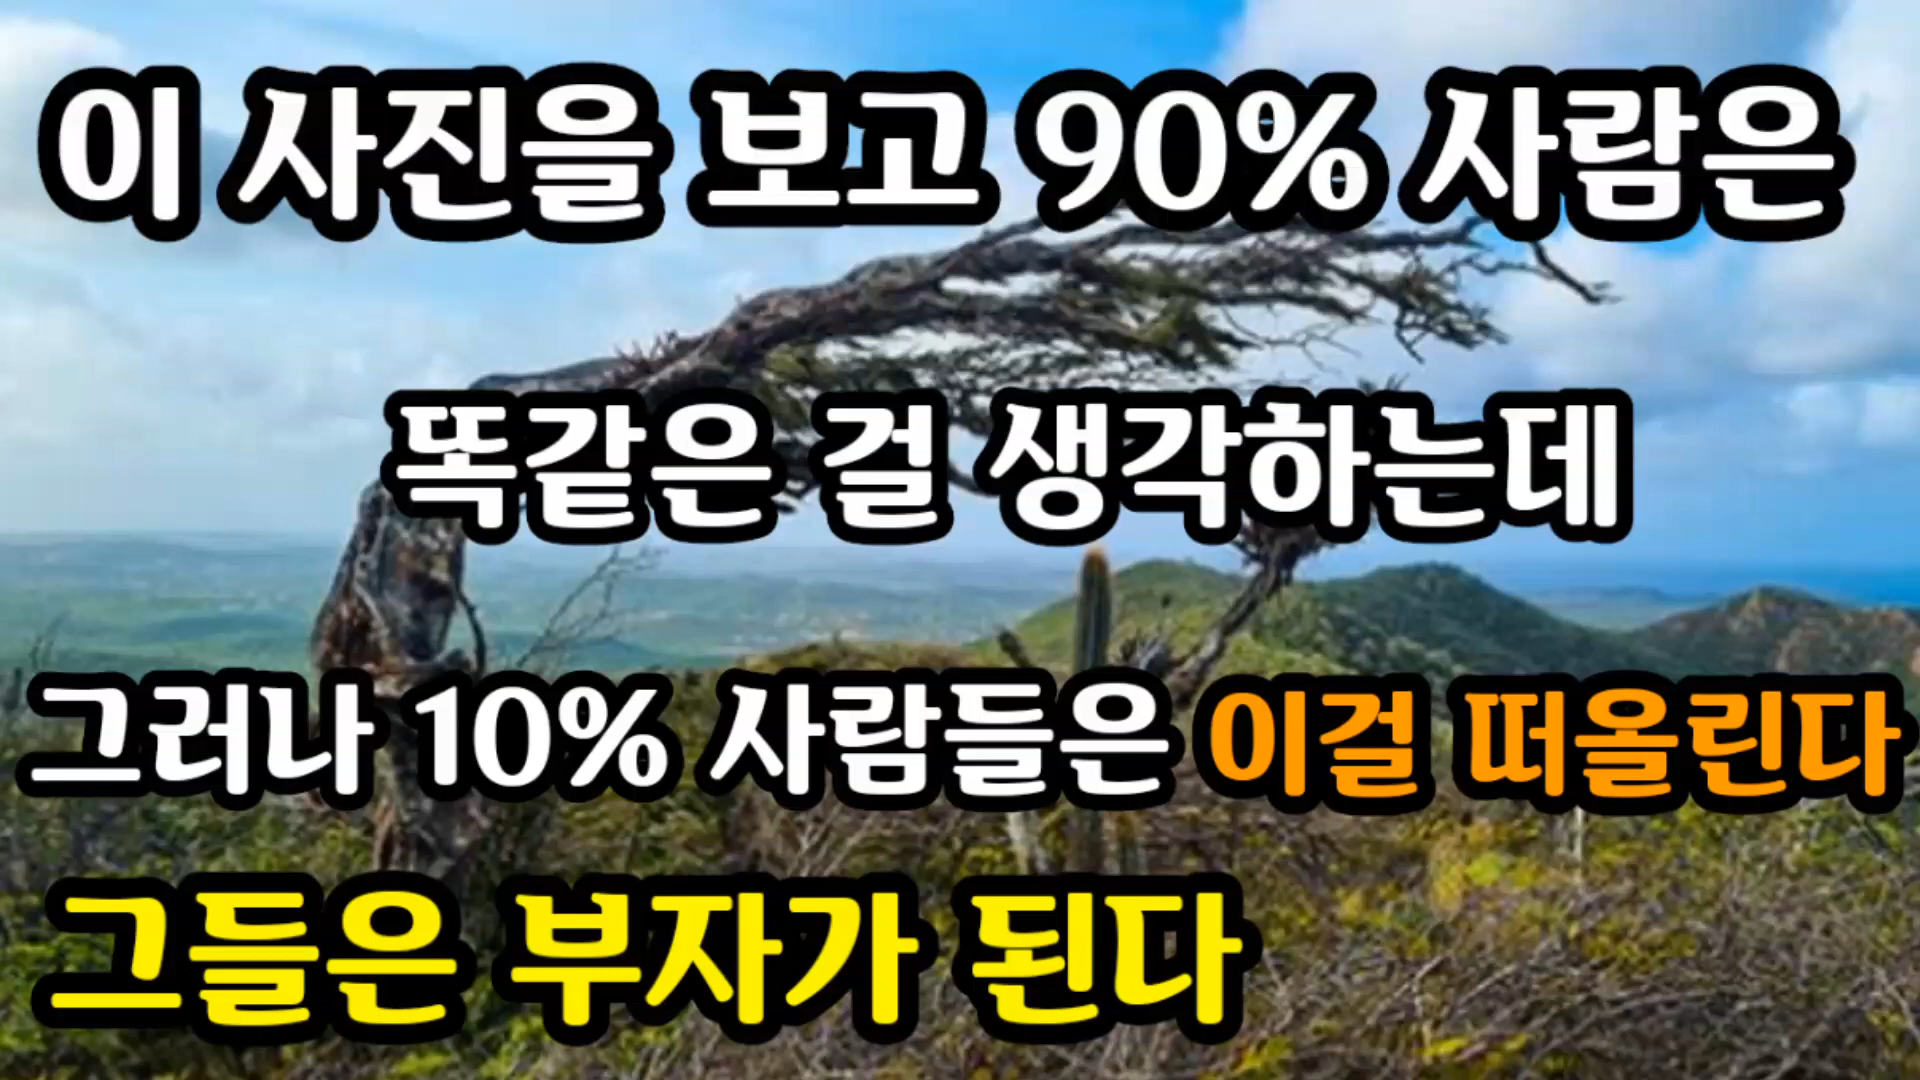 이 사진을 보고 90% 사람은
똑같은 걸 생각하는데
그러나 10% 사람들은 이걸 떠올린다
그들은 부자가 된다